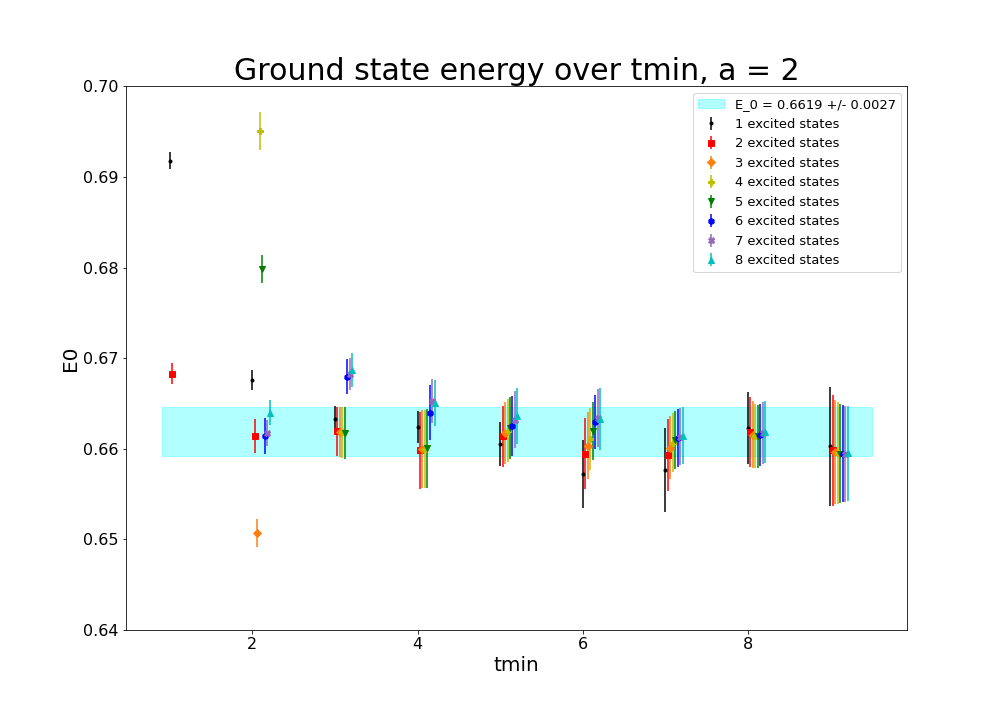 Ground state energy over tmin, a = 2
0.70
0.69
0.68
0.67
0.66
0.65
0.64
E0
2
4
6
8
tmin
E_0 = 0.6619 +/- 0.0027
1 excited states
2 excited states
3 excited states
4 excited states
5 excited states
6 excited states
7 excited states
8 excited states